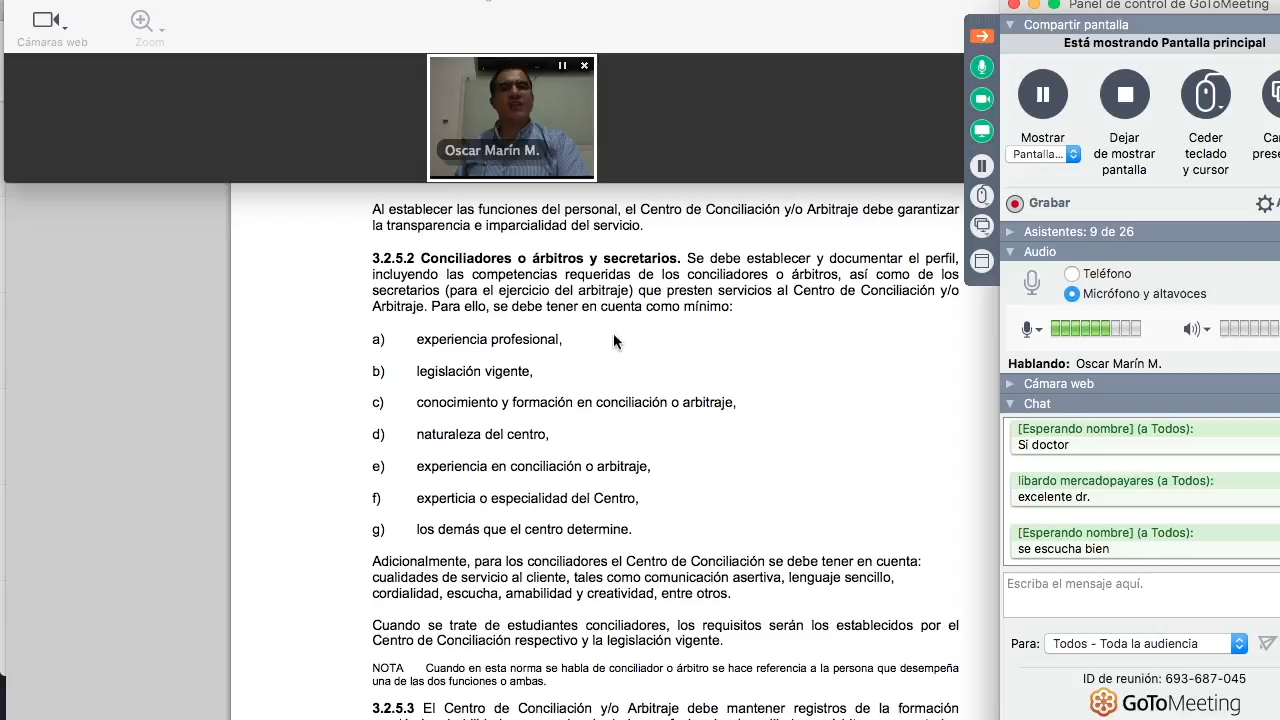 Cámaras web
Zoom
Oscar Marín M.
Al establecer las funciones del personal, el Centro de Conciliación y/o Arbitraje debe garantizar
la transparencia e imparcialidad del servicio.
3.2.5.2 Conciliadores o árbitros y secretarios. Se debe establecer y documentar el perfil,
incluyendo las competencias requeridas de los conciliadores o árbitros, así como de los
secretarios (para el ejercicio del arbitraje) que presten servicios al Centro de Conciliación y/o
Arbitraje. Para ello, se debe tener en cuenta como mínimo:
a) experiencia profesional,
b) legislación vigente,
c) conocimiento y formación en conciliación o arbitraje,
d) naturaleza del centro,
e) experiencia en conciliación o arbitraje,
f) experticia o especialidad del Centro,
g) los demás que el centro determine.
Adicionalmente, para los conciliadores el Centro de Conciliación se debe tener en cuenta:
cualidades de servicio al cliente, tales como comunicación asertiva, lenguaje sencillo,
cordialidad, escucha, amabilidad y creatividad, entre otros.
Cuando se trate de estudiantes conciliadores, los requisitos serán los establecidos por el
Centro de Conciliación respectivo y la legislación vigente.
NOTA Cuando en esta norma se habla de conciliador o árbitro se hace referencia a la persona que desempeña
una de las dos funciones o ambas.
3.2.5.3 El Centro de Conciliación y/o Arbitraje debe mantener registros de la formación
Panel de control de GoToMeeting
Compartir pantalla
Está mostrando Pantalla principal
Mostrar
Pantalla...
Dejar
de mostrar
pantalla
Ceder
teclado
y cursor
Grabar
Asistentes: 9 de 26
Audio
Teléfono
Micrófono y altavoces
Hablando: Oscar Marín M.
Cámara web
Chat
[Esperando nombre] (a Todos):
Si doctor
libardo mercadopayares (a Todos):
excelente dr.
[Esperando nombre] (a Todos):
se escucha bien
Escriba el mensaje aquí.
Para: Todos - Toda la audiencia
ID de reunión: 693-687-045
GoToMeeting